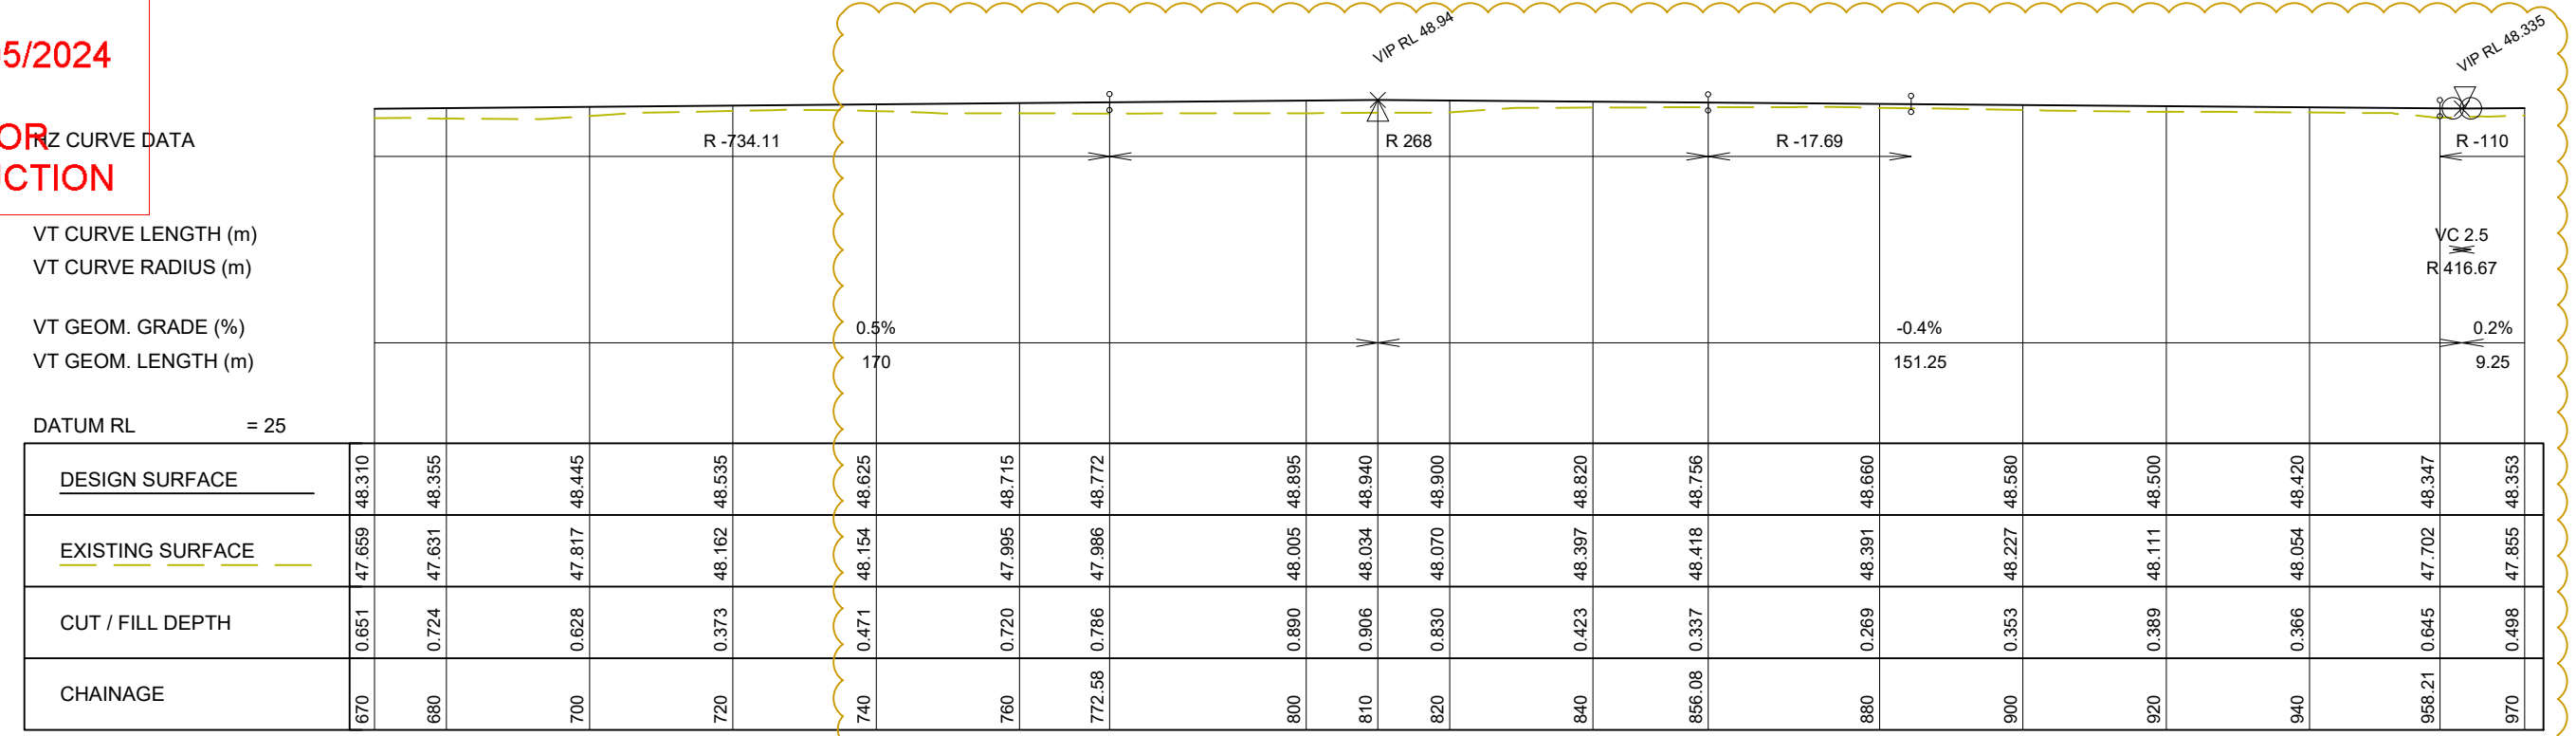 5/2024
OR
UCTION
VIP RL 48.94
VIP RL 48.335
HZ CURVE DATA
R -734.11
R 268
R -17.69
R -110
VT CURVE LENGTH (m)
VC 2.5
VT CURVE RADIUS (m)
R 416.67
VT GEOM. GRADE (%)
0.5%
-0.4%
0.2%
VT GEOM. LENGTH (m)
170
151.25
9.25
DATUM RL = 25
DESIGN SURFACE 48.310 48.355 48.445 48.535 48.625 48.715 48.772 48.895 48.940 48.900 48.820 48.756 48.660 48.580 48.500 48.420 48.347 48.353
EXISTING SURFACE 47.659 47.631 47.817 48.162 48.154 47.995 47.986 48.005 48.034 48.070 48.397 48.418 48.391 48.227 48.111 48.054 47.702 47.855
CUT / FILL DEPTH 0.651 0.724 0.628 0.373 0.471 0.720 0.786 0.890 0.906 0.830 0.423 0.337 0.269 0.353 0.389 0.366 0.645 0.498
CHAINAGE 670 680 700 720 740 760 772.58 800 810 820 840 856.08 880 900 920 940 958.21 970